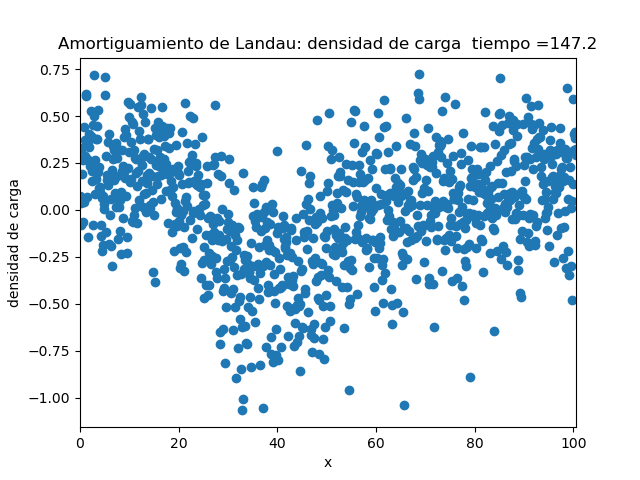 Amortiguamiento de Landau: densidad de carga  tiempo =147.2
0.75
0.50
0.25
0.00
−0.25
−0.50
−0.75
−1.00
densidad de carga
0 20 40 60 80 100
x